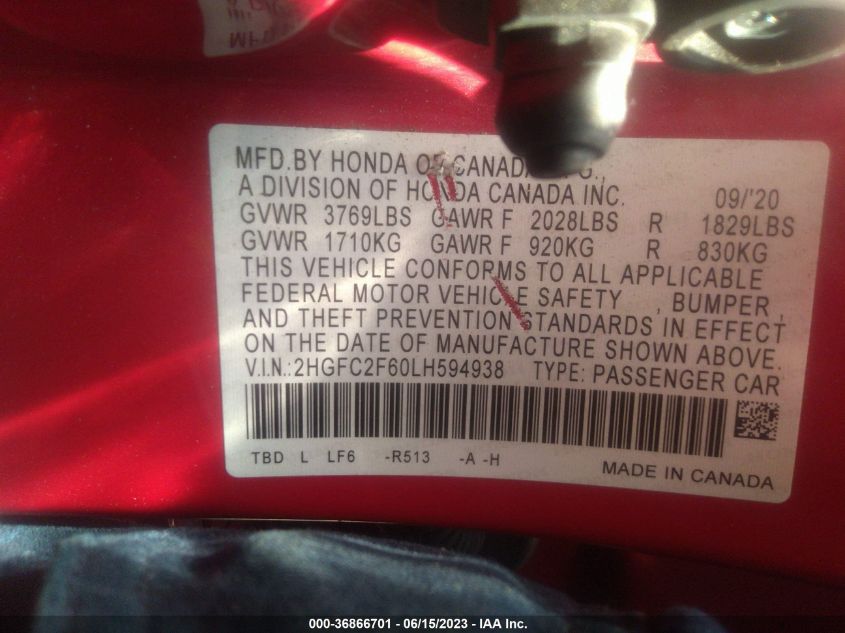 MFD.BY HONDA OF CANADA
A DIVISION OF HONDA CANADA INC. 09/'20
GVWR 3769LBS GAWR F 2028LBS R 1829LBS
GVWR 1710KG GAWR F 920KG R 830KG
THIS VEHICLE CONFORMS TO ALL APPLICABLE
FEDERAL MOTOR VEHICLE SAFETY , BUMPER ,
AND THEFT PREVENTION STANDARDS IN EFFECT
ON THE DATE OF MANUFACTURE SHOWN ABOVE.
V.I.N.:2HGFC2F60LH594938 TYPE: PASSENGER CAR
TBD L LF6 -R513 -A -H
MADE IN CANADA
000-36866701 - 06/15/2023 - IAA Inc.